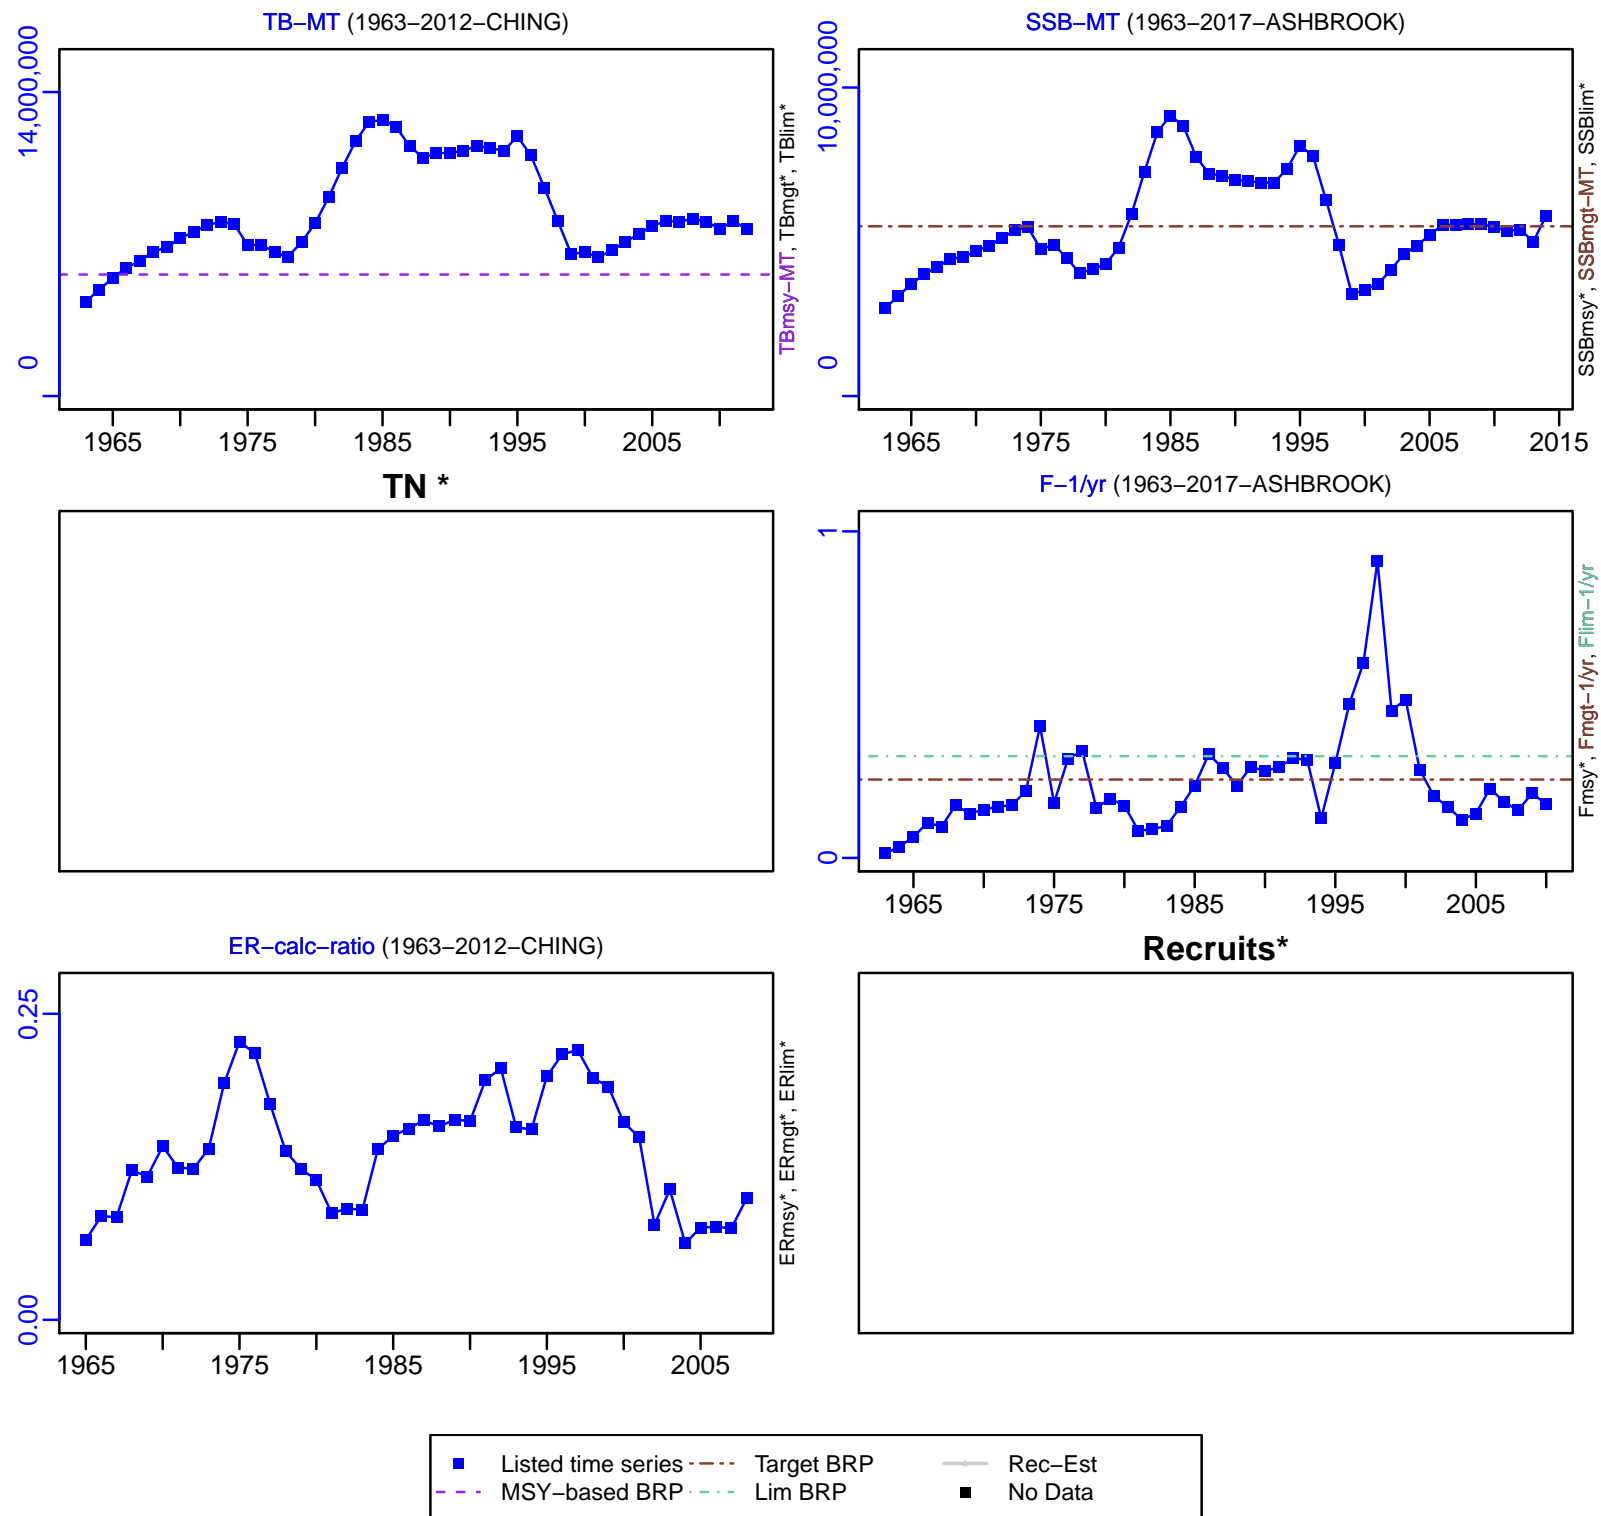 TB−MT (1963−2012−CHING)
14,000,000
0
1965 1975 1985 1995 2005
TBmsy−MT, TBmgt*, TBlim*
SSB−MT (1963−2017−ASHBROOK)
10,000,000
0
1965 1975 1985 1995 2005 2015
SSBmsy*, SSBmgt−MT, SSBlim*
TN *
F−1/yr (1963−2017−ASHBROOK)
1
0
1965 1975 1985 1995 2005
Fmsy*, Fmgt−1/yr, Flim−1/yr
ER−calc−ratio (1963−2012−CHING)
0.25
0.00
1965 1975 1985 1995 2005
ERmsy*, ERmgt*, ERlim*
Recruits*
Listed time series Target BRP Rec−Est
MSY−based BRP Lim BRP No Data